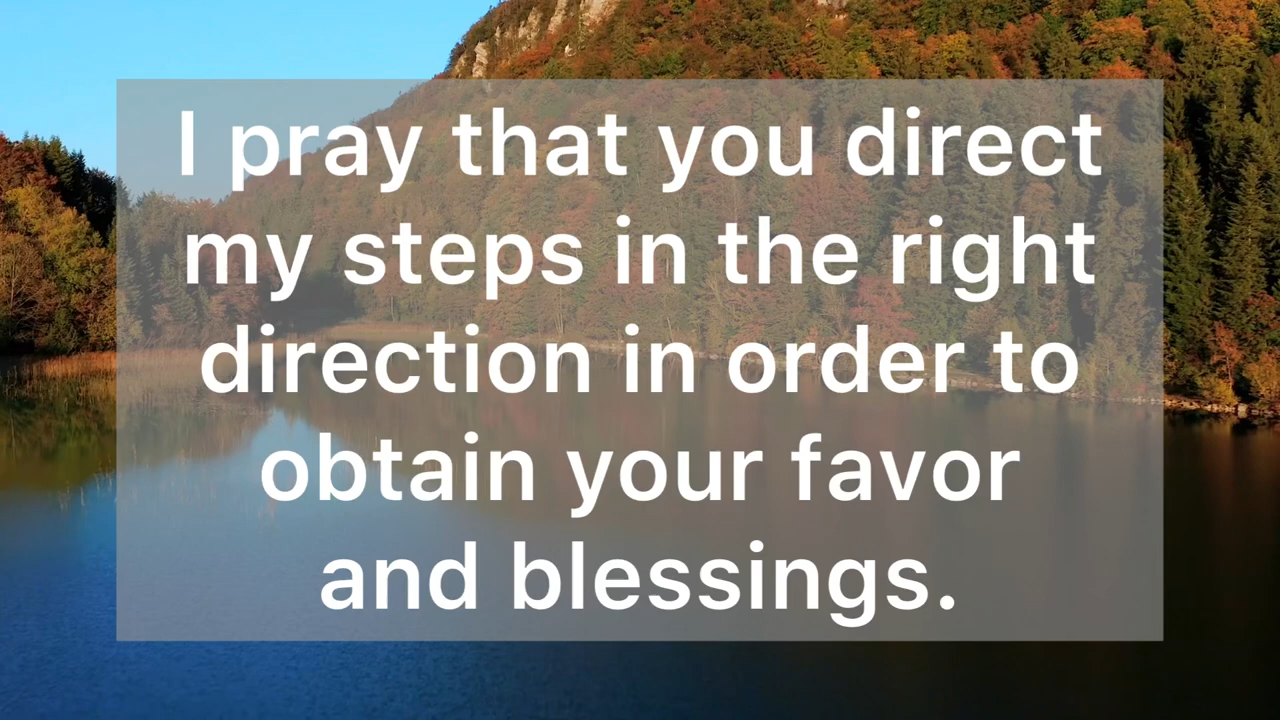 I pray that you direct
my steps in the right
direction in order to
obtain your favor
and blessings.